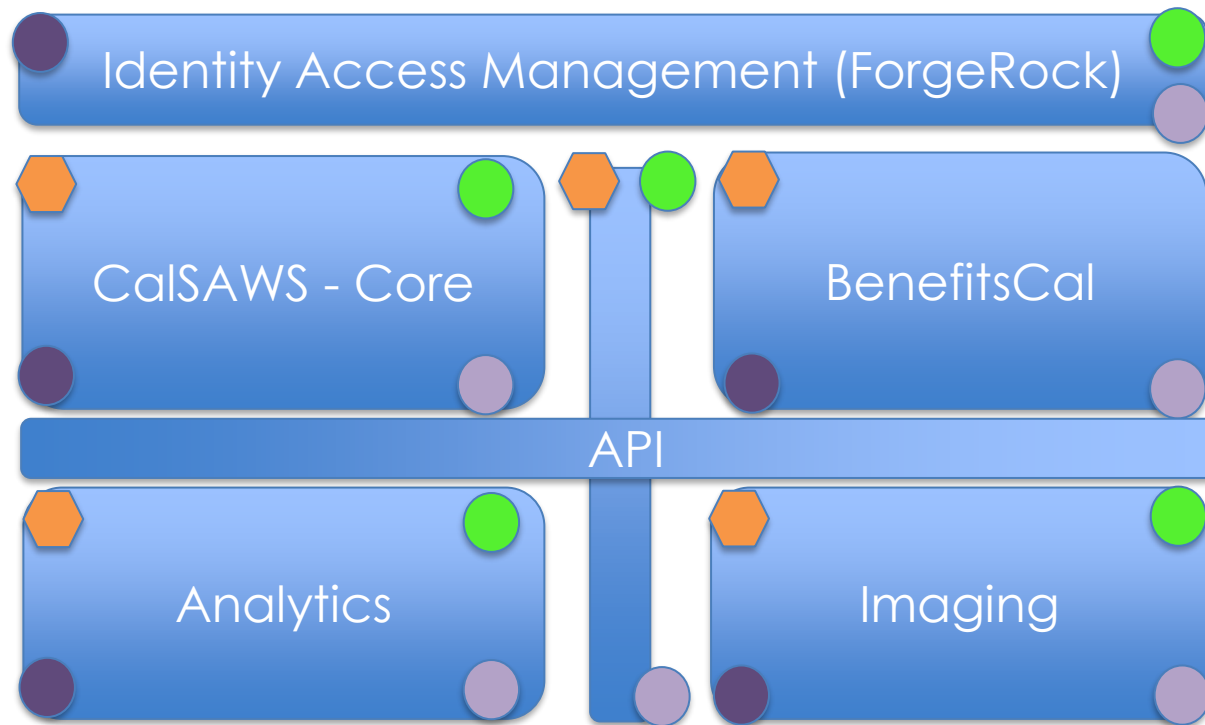 Identity Access Management (ForgeRock)
CalSAWS - Core
BenefitsCal
API
Analytics
Imaging